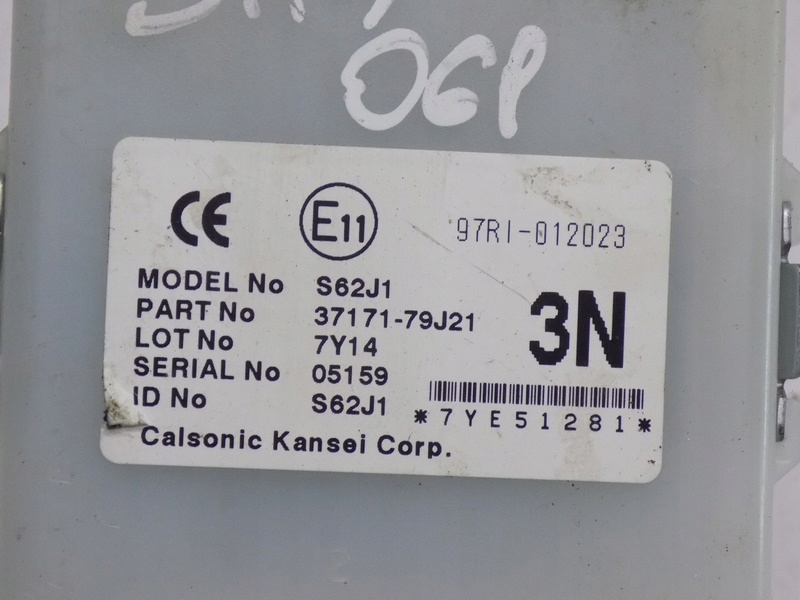 06P
CE E11 97RI-012023
MODEL No S62J1
PART No 37171-79J21
LOT No 7Y14
SERIAL No 05159
ID No S62J1
3N
*7YE51281*
Calsonic Kansei Corp.